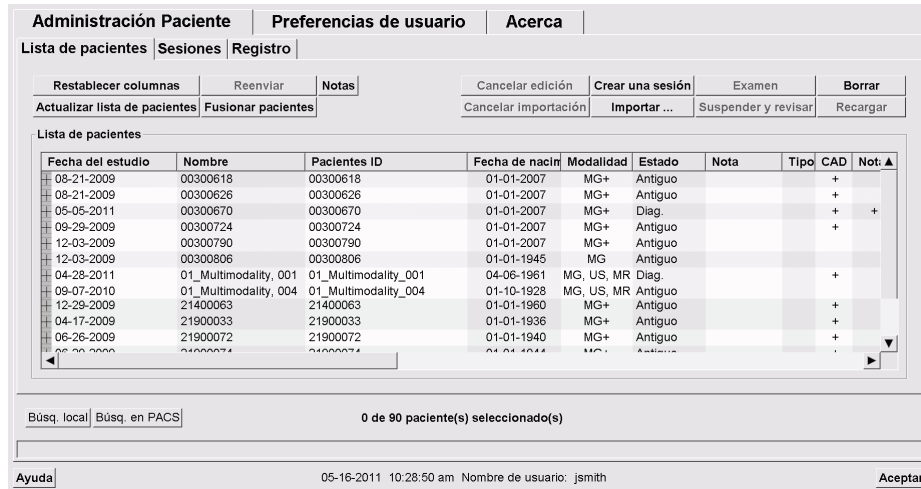 Administración Paciente Preferencias de usuario Acerca
Lista de pacientes Sesiones Registro
Restablecer columnas Reenviar Notas Cancelar edición Crear una sesión Examen Borrar
Actualizar lista de pacientes Fusionar pacientes Cancelar importación Importar ... Suspender y revisar Recargar
Lista de pacientes
Fecha del estudio Nombre Pacientes ID Fecha de nacim Modalidad Estado Nota Tipo CAD Nota
08-21-2009 00300618 00300618 01-01-2007 MG+ Antiguo +
08-21-2009 00300626 00300626 01-01-2007 MG+ Antiguo +
05-05-2011 00300670 00300670 01-01-2007 MG+ Diag. + +
09-29-2009 00300724 00300724 01-01-2007 MG+ Antiguo +
12-03-2009 00300790 00300790 01-01-2007 MG+ Antiguo
12-03-2009 00300806 00300806 01-01-1945 MG Antiguo
04-28-2011 01_Multimodality, 001 01_Multimodality_001 04-06-1961 MG, US, MR Diag. +
09-07-2010 01_Multimodality, 004 01_Multimodality_004 01-10-1928 MG, US, MR Antiguo
12-29-2009 21400063 21400063 01-01-1960 MG+ Antiguo +
04-17-2009 21900033 21900033 01-01-1936 MG+ Antiguo +
06-26-2009 21900072 21900072 01-01-1940 MG+ Antiguo +
Búsq. local Búsq. en PACS 0 de 90 paciente(s) seleccionado(s)
Ayuda 05-16-2011 10:28:50 am Nombre de usuario: jsmith Aceptar